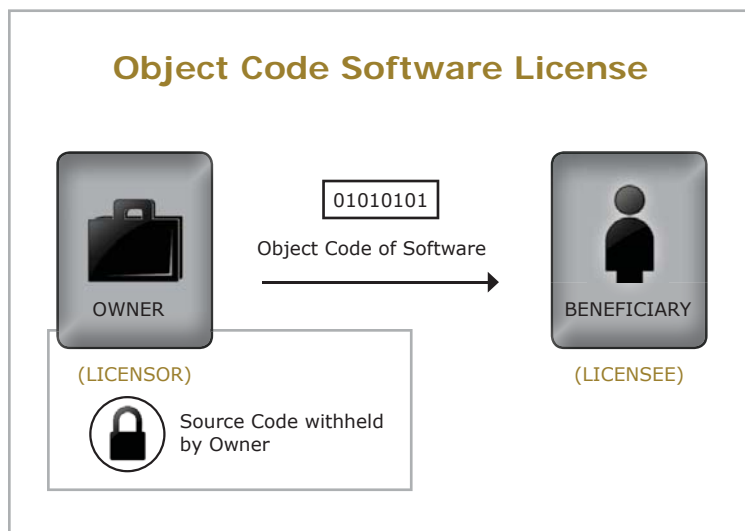 Object Code Software License
01010101
Object Code of Software
OWNER
BENEFICIARY
(LICENSOR)
(LICENSEE)
Source Code withheld
by Owner